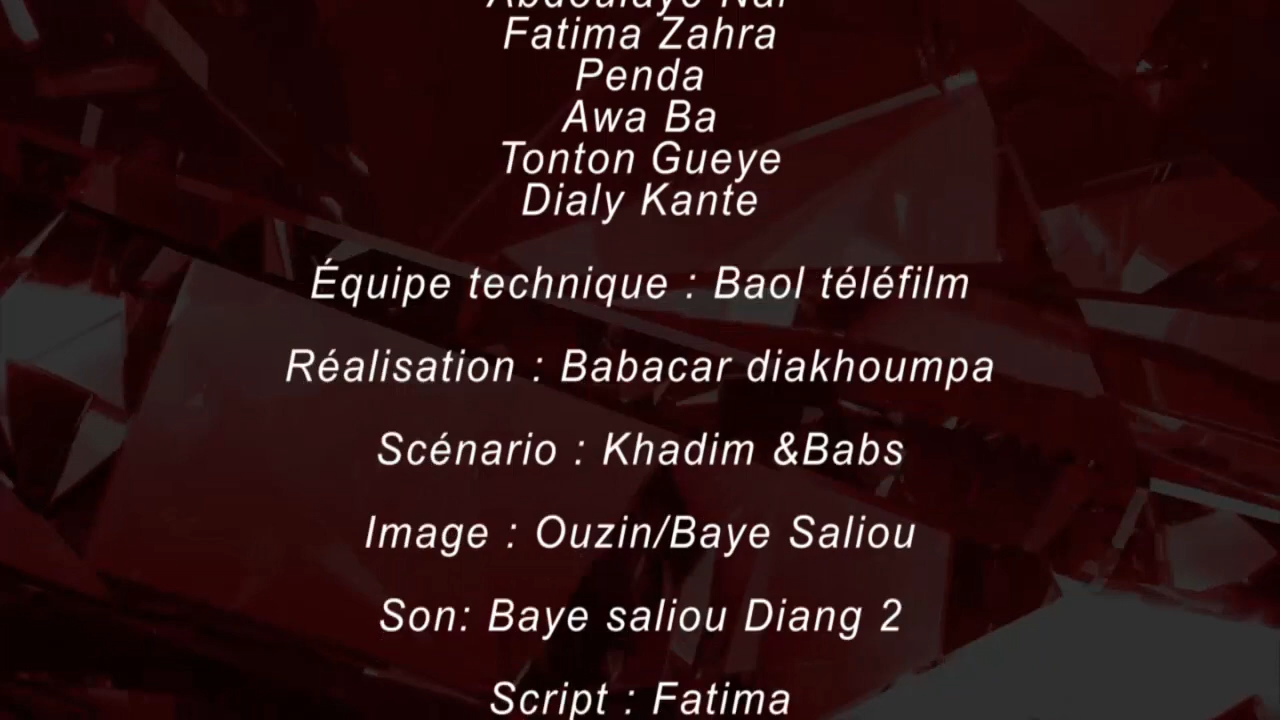 Fatima Zahra
Penda
Awa Ba
Tonton Gueye
Dialy Kante
Équipe technique : Baol téléfilm
Réalisation : Babacar diakhoumpa
Scénario : Khadim &Babs
Image : Ouzin/Baye Saliou
Son: Baye saliou Diang 2
Script : Fatima